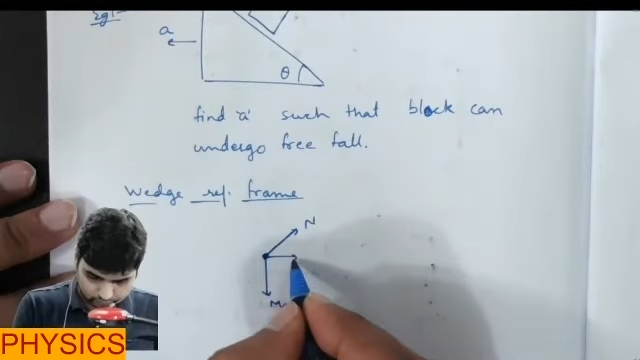 a
θ
find 'a' such that block can
undergo free fall.
Wedge ref. frame
N
PHYSICS